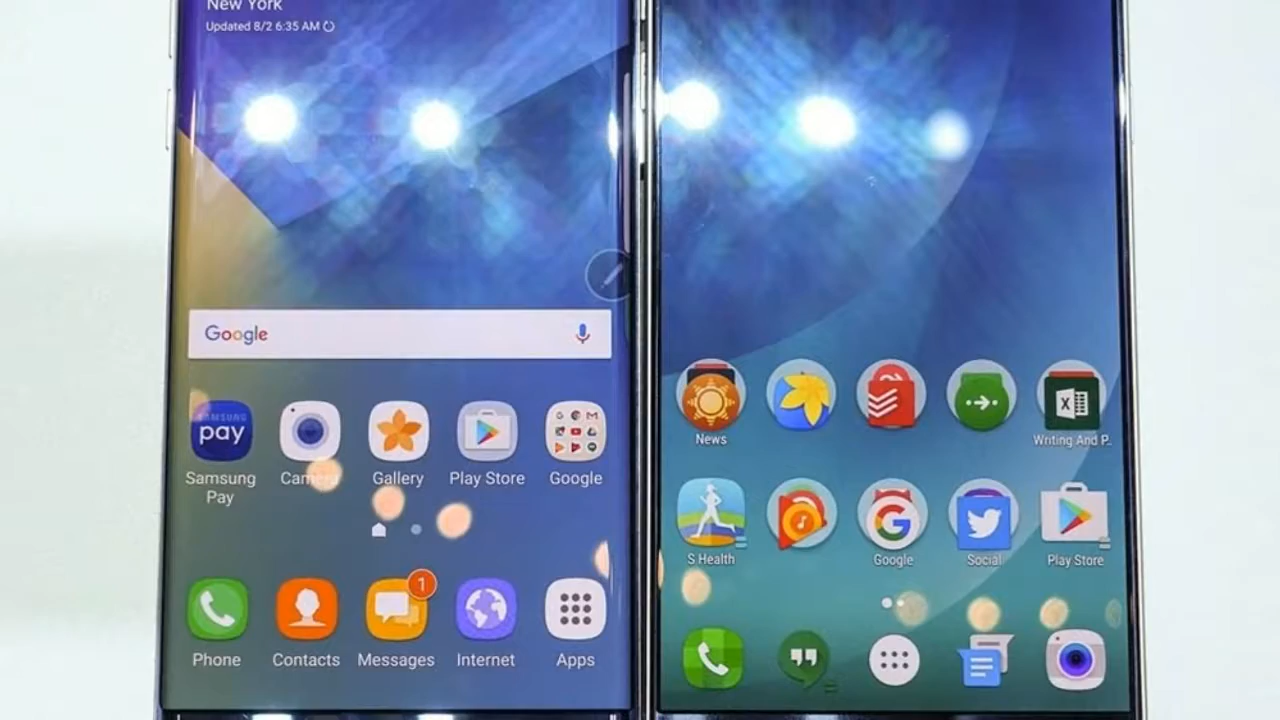 New York
Updated 8/2 6:35 AM
Google
SAMSUNG
pay
Samsung
Pay
Camera
Gallery
Play Store
Google
1
Phone
Contacts
Messages
Internet
Apps
News
X
Writing And P..
S Health
G
Google
Social
Play Store